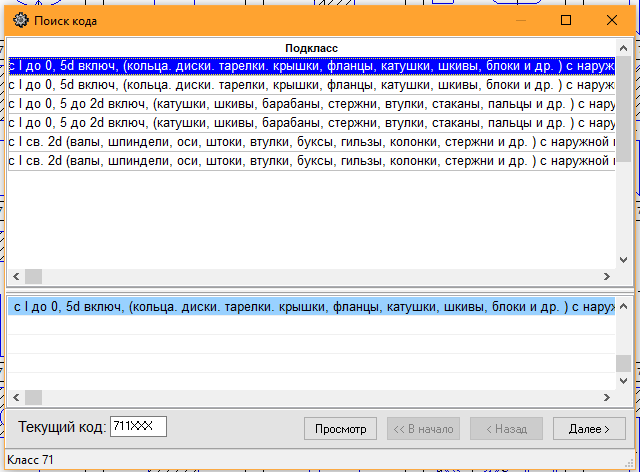 Поиск кода
Подкласс
с l до 0, 5d включ, (кольца. диски. тарелки. крышки, фланцы, катушки, шкивы, блоки и др. ) с наруж
с l до 0, 5d включ, (кольца. диски. тарелки. крышки, фланцы, катушки, шкивы, блоки и др. ) с наруж
с l до 0, 5 до 2d включ, (катушки, шкивы, барабаны, стержни, втулки, стаканы, пальцы и др. ) с нару
с l до 0, 5 до 2d включ, (катушки, шкивы, барабаны, стержни, втулки, стаканы, пальцы и др. ) с нару
с l св. 2d (валы, шпиндели, оси, штоки, втулки, буксы, гильзы, колонки, стержни и др. ) с наружной
с l св. 2d (валы, шпиндели, оси, штоки, втулки, буксы, гильзы, колонки, стержни и др. ) с наружной
с l до 0, 5d включ, (кольца. диски. тарелки. крышки, фланцы, катушки, шкивы, блоки и др. ) с наруж
Текущий код: 711XXX Просмотр << В начало < Назад Далее >
Класс 71